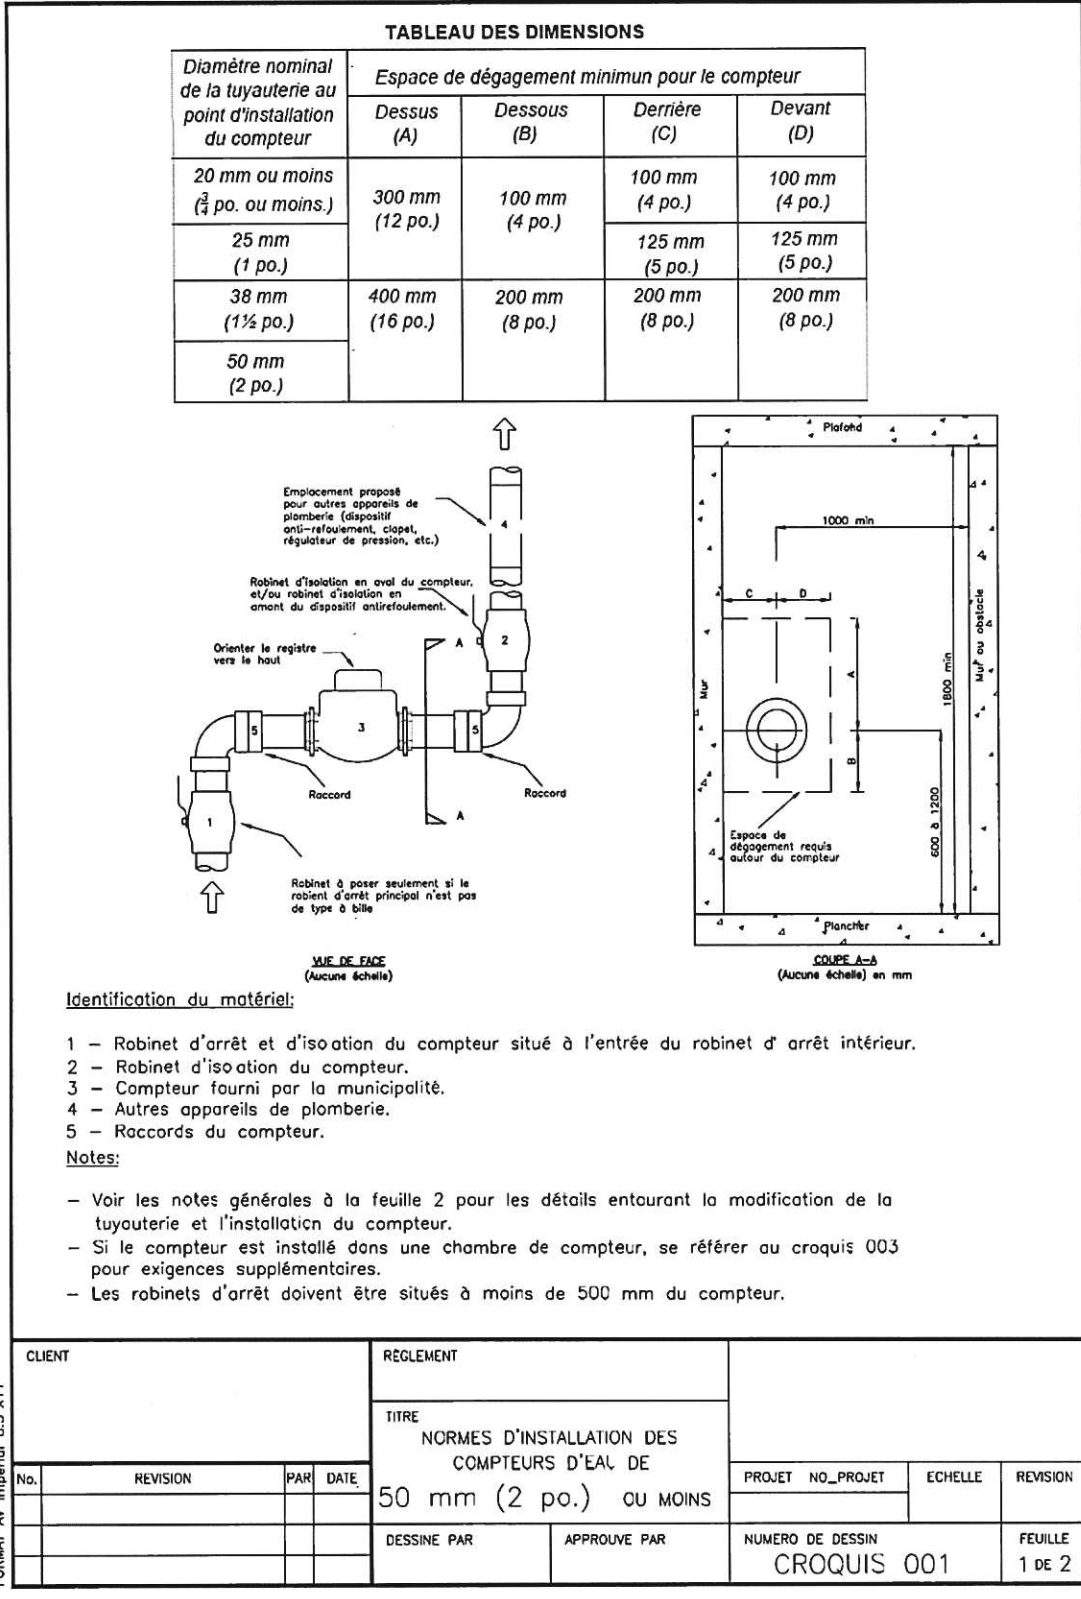 TABLEAU DES DIMENSIONS
Diamètre nominal
de la tuyauterie au
point d'installation
du compteur
Espace de dégagement minimun pour le compteur
Dessus
(A)
Dessous
(B)
Derrière
(C)
Devant
(D)
20 mm ou moins
(¾ po. ou moins.)
300 mm
(12 po.)
100 mm
(4 po.)
100 mm
(4 po.)
100 mm
(4 po.)
25 mm
(1 po.)
125 mm
(5 po.)
125 mm
(5 po.)
38 mm
(1½ po.)
400 mm
(16 po.)
200 mm
(8 po.)
200 mm
(8 po.)
200 mm
(8 po.)
50 mm
(2 po.)
Emplacement proposé
pour autres appareils de
plomberie (dispositif
anti-refoulement, clapet,
régulateur de pression, etc.)
4
Robinet d'isolation en aval du compteur,
et/ou robinet d'isolation en
amont du dispositif antirefoulement.
A
2
Orienter le registre
vers le haut
5
3
5
Raccord
Raccord
A
1
Robinet à poser seulement si le
robient d'arrêt principal n'est pas
de type à bille
VUE DE FACE
(Aucune échelle)
Plafond
1000 min
C
D
A
B
Mur
Mur ou obstacle
1800 min
600 à 1200
Espace de
dégagement requis
autour du compteur
Plancher
COUPE A-A
(Aucune échelle) en mm
Identification du matériel:
1 – Robinet d'arrêt et d'iso ation du compteur situé à l'entrée du robinet d' arrêt intérieur.
2 – Robinet d'iso ation du compteur.
3 – Compteur fourni par la municipalité.
4 – Autres appareils de plomberie.
5 – Raccords du compteur.
Notes:
– Voir les notes générales à la feuille 2 pour les détails entourant la modification de la
tuyauterie et l'installation du compteur.
– Si le compteur est installé dans une chambre de compteur, se référer au croquis 003
pour exigences supplémentaires.
– Les robinets d'arrêt doivent être situés à moins de 500 mm du compteur.
CLIENT
RÈGLEMENT
TITRE
NORMES D'INSTALLATION DES
COMPTEURS D'EAU DE
50 mm (2 po.) OU MOINS
No.
REVISION
PAR
DATE
PROJET NO_PROJET
ECHELLE
REVISION
DESSINE PAR
APPROUVE PAR
NUMERO DE DESSIN
CROQUIS 001
FEUILLE
1 DE 2